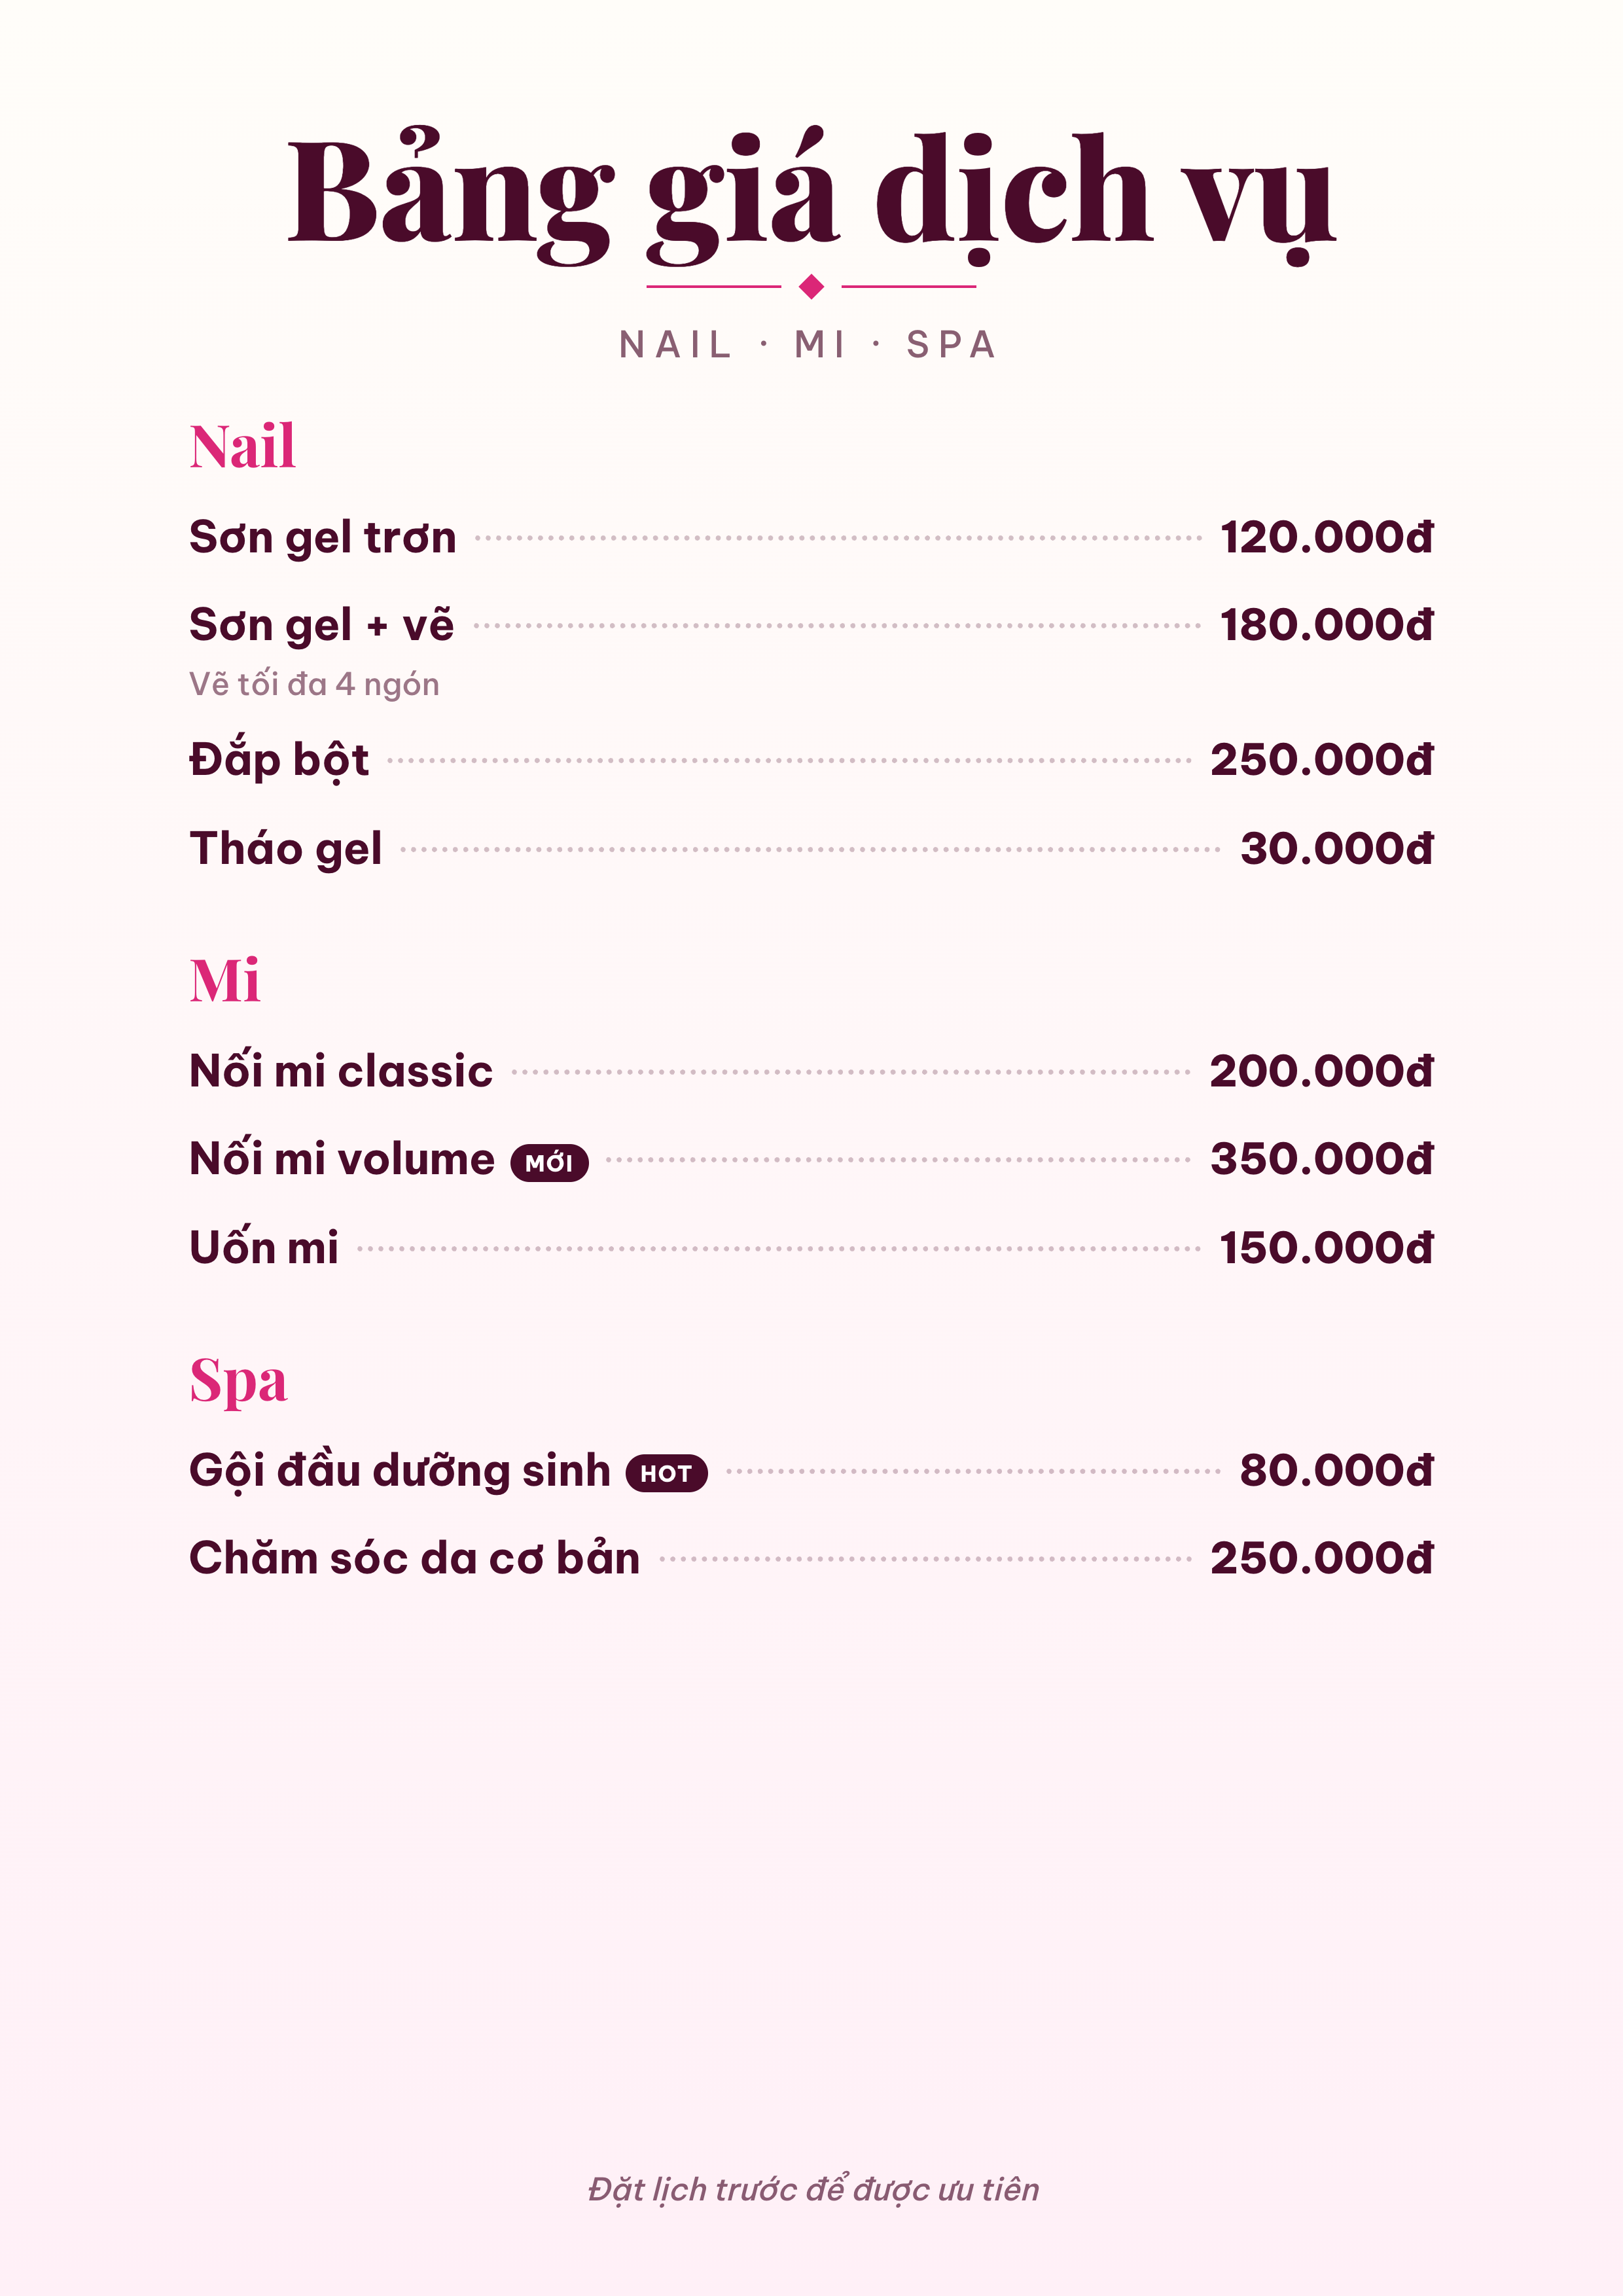 Bảng giá dịch vụ
NAIL · MI · SPA
Nail
Sơn gel trơn 120.000đ
Sơn gel + vẽ 180.000đ
Vẽ tối đa 4 ngón
Đắp bột 250.000đ
Tháo gel 30.000đ
Mi
Nối mi classic 200.000đ
Nối mi volume MỚI 350.000đ
Uốn mi 150.000đ
Spa
Gội đầu dưỡng sinh HOT 80.000đ
Chăm sóc da cơ bản 250.000đ
Đặt lịch trước để được ưu tiên